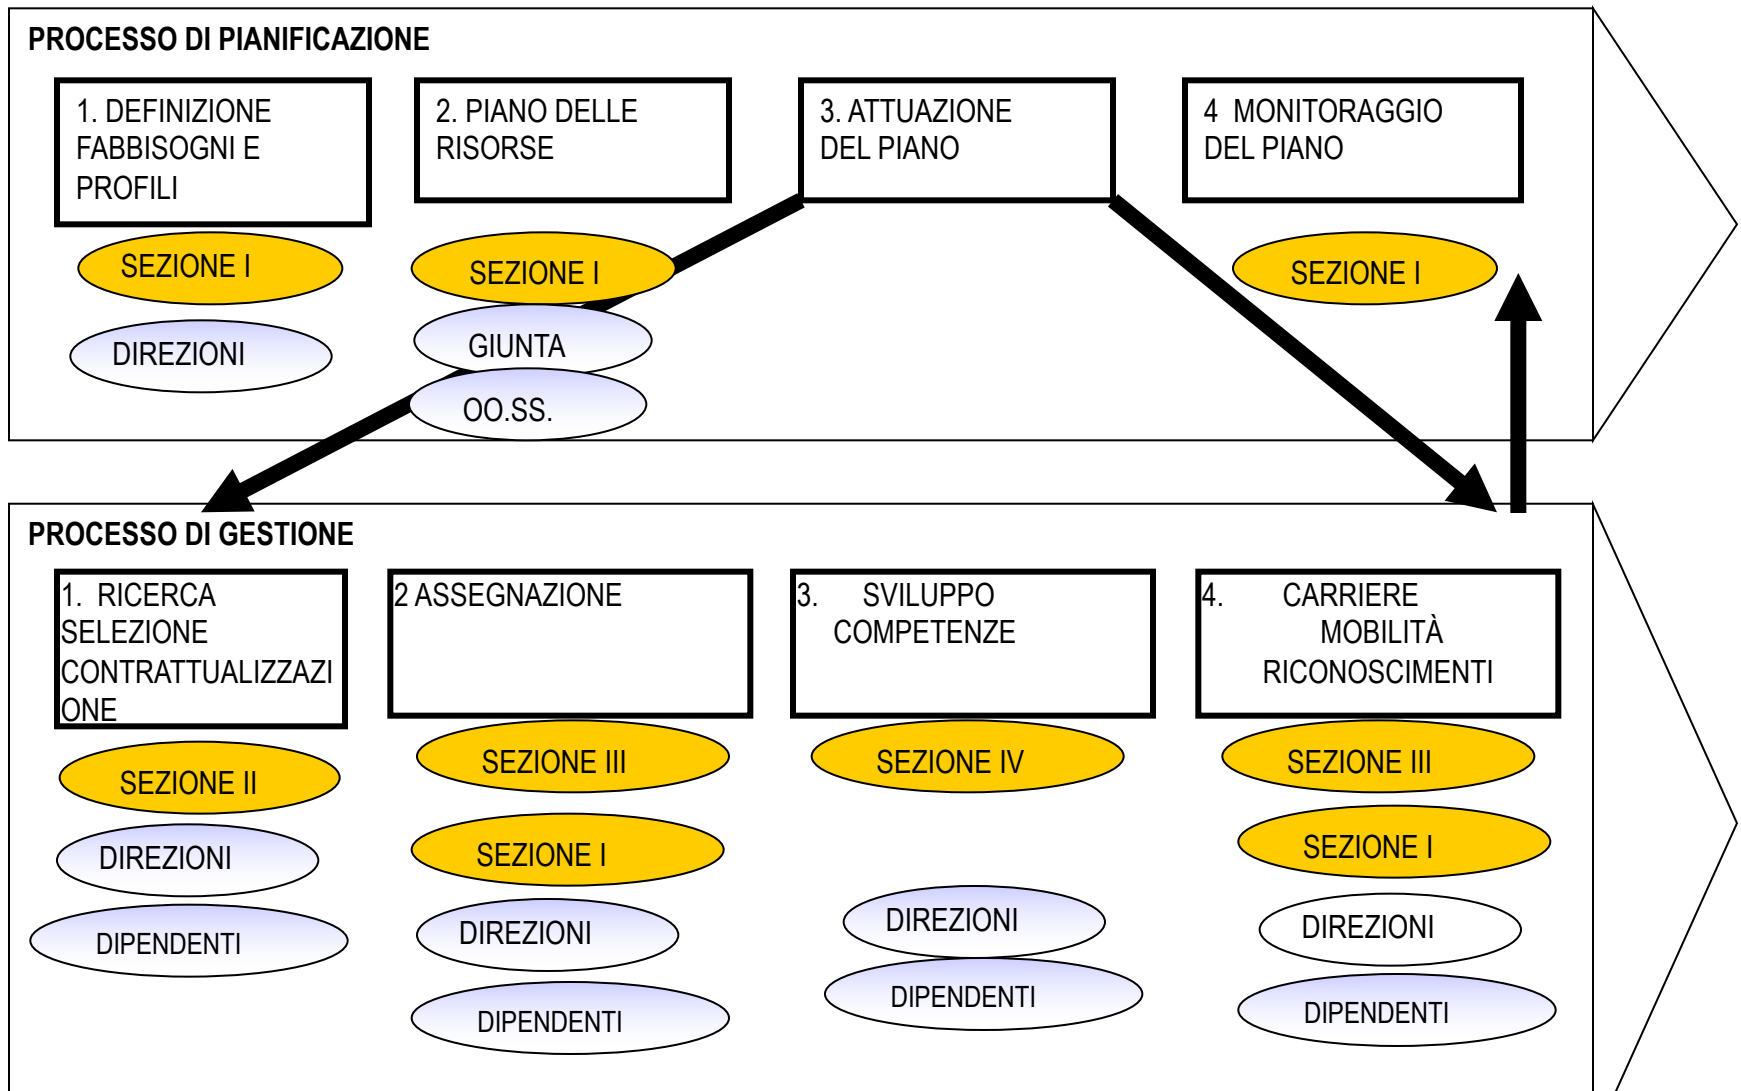 PROCESSO DI PIANIFICAZIONE
1. DEFINIZIONE
FABBISOGNI E
PROFILI
SEZIONE I
DIREZIONI
2. PIANO DELLE
RISORSE
SEZIONE I
GIUNTA
OO.SS.
3. ATTUAZIONE
DEL PIANO
4 MONITORAGGIO
DEL PIANO
SEZIONE I
PROCESSO DI GESTIONE
1. RICERCA
SELEZIONE
CONTRATTUALIZZAZI
ONE
SEZIONE II
DIREZIONI
DIPENDENTI
2 ASSEGNAZIONE
SEZIONE III
SEZIONE I
DIREZIONI
DIPENDENTI
3. SVILUPPO
COMPETENZE
SEZIONE IV
DIREZIONI
DIPENDENTI
4. CARRIERE
MOBILITÀ
RICONOSCIMENTI
SEZIONE III
SEZIONE I
DIREZIONI
DIPENDENTI